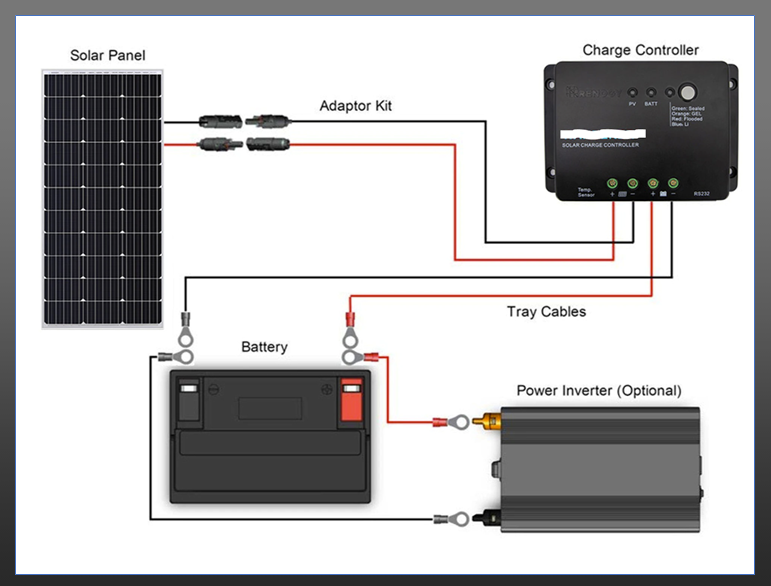 Solar Panel
Charge Controller
Adaptor Kit
PV BATT
Green: Sealed
Orange: GEL
Red: Flooded
Blue: Li
SOLAR CHARGE CONTROLLER
Temp.
Sensor
+ − + −
RS232
Tray Cables
Battery
Power Inverter (Optional)